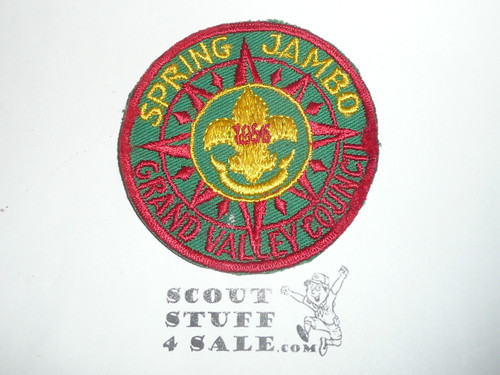 SPRING JAMBO
1956
GRAND VALLEY COUNCIL
SCOUT
STUFF
4 SALE.COM